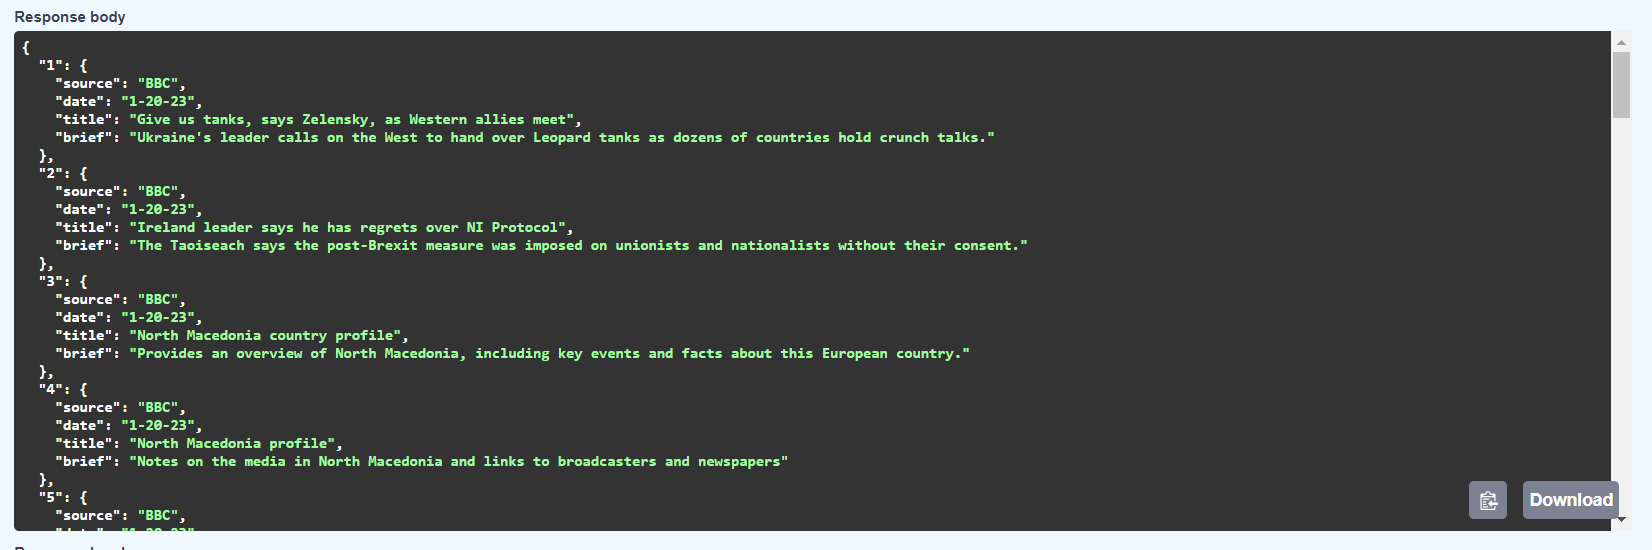 Response body
{
  "1": {
    "source": "BBC",
    "date": "1-20-23",
    "title": "Give us tanks, says Zelensky, as Western allies meet",
    "brief": "Ukraine's leader calls on the West to hand over Leopard tanks as dozens of countries hold crunch talks."
  },
  "2": {
    "source": "BBC",
    "date": "1-20-23",
    "title": "Ireland leader says he has regrets over NI Protocol",
    "brief": "The Taoiseach says the post-Brexit measure was imposed on unionists and nationalists without their consent."
  },
  "3": {
    "source": "BBC",
    "date": "1-20-23",
    "title": "North Macedonia country profile",
    "brief": "Provides an overview of North Macedonia, including key events and facts about this European country."
  },
  "4": {
    "source": "BBC",
    "date": "1-20-23",
    "title": "North Macedonia profile",
    "brief": "Notes on the media in North Macedonia and links to broadcasters and newspapers"
  },
  "5": {
    "source": "BBC",
Download